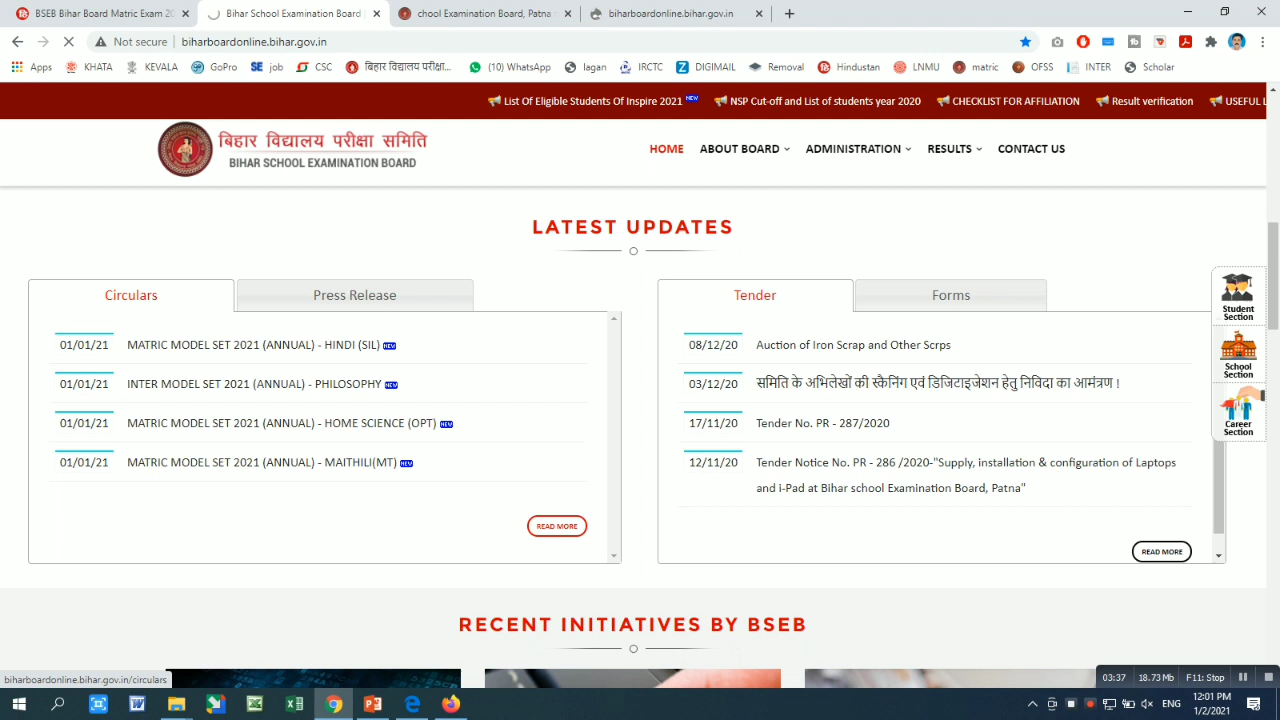 BSEB Bihar Board Matric Exam 20
Bihar School Examination Board
chool Examination Board, Patna
biharboardonline.bihar.gov.in
Not secure
biharboardonline.bihar.gov.in
Apps
KHATA
KEVALA
GoPro
job
CSC
बिहार विद्यालय परीक्षा...
(10) WhatsApp
lagan
IRCTC
DIGIMAIL
Removal
Hindustan
LNMU
matric
OFSS
INTER
Scholar
List Of Eligible Students Of Inspire 2021 NEW
NSP Cut-off and List of students year 2020
CHECKLIST FOR AFFILIATION
Result verification
USEFUL L
बिहार विद्यालय परीक्षा समिति
BIHAR SCHOOL EXAMINATION BOARD
HOME
ABOUT BOARD
ADMINISTRATION
RESULTS
CONTACT US
LATEST UPDATES
Circulars
Press Release
01/01/21 MATRIC MODEL SET 2021 (ANNUAL) - HINDI (SIL) NEW
01/01/21 INTER MODEL SET 2021 (ANNUAL) - PHILOSOPHY NEW
01/01/21 MATRIC MODEL SET 2021 (ANNUAL) - HOME SCIENCE (OPT) NEW
01/01/21 MATRIC MODEL SET 2021 (ANNUAL) - MAITHILI(MT) NEW
READ MORE
Tender
Forms
08/12/20 Auction of Iron Scrap and Other Scrps
03/12/20 समिति के अभिलेखों की स्कैनिंग एवं डिजिटाइजेशन हेतु निविदा का आमंत्रण !
17/11/20 Tender No. PR - 287/2020
12/11/20 Tender Notice No. PR - 286 /2020-"Supply, installation & configuration of Laptops
and i-Pad at Bihar school Examination Board, Patna"
READ MORE
Student
Section
School
Section
Career
Section
RECENT INITIATIVES BY BSEB
biharboardonline.bihar.gov.in/circulars
03:37
18.73 Mb
F11: Stop
ENG
12:01 PM
1/2/2021